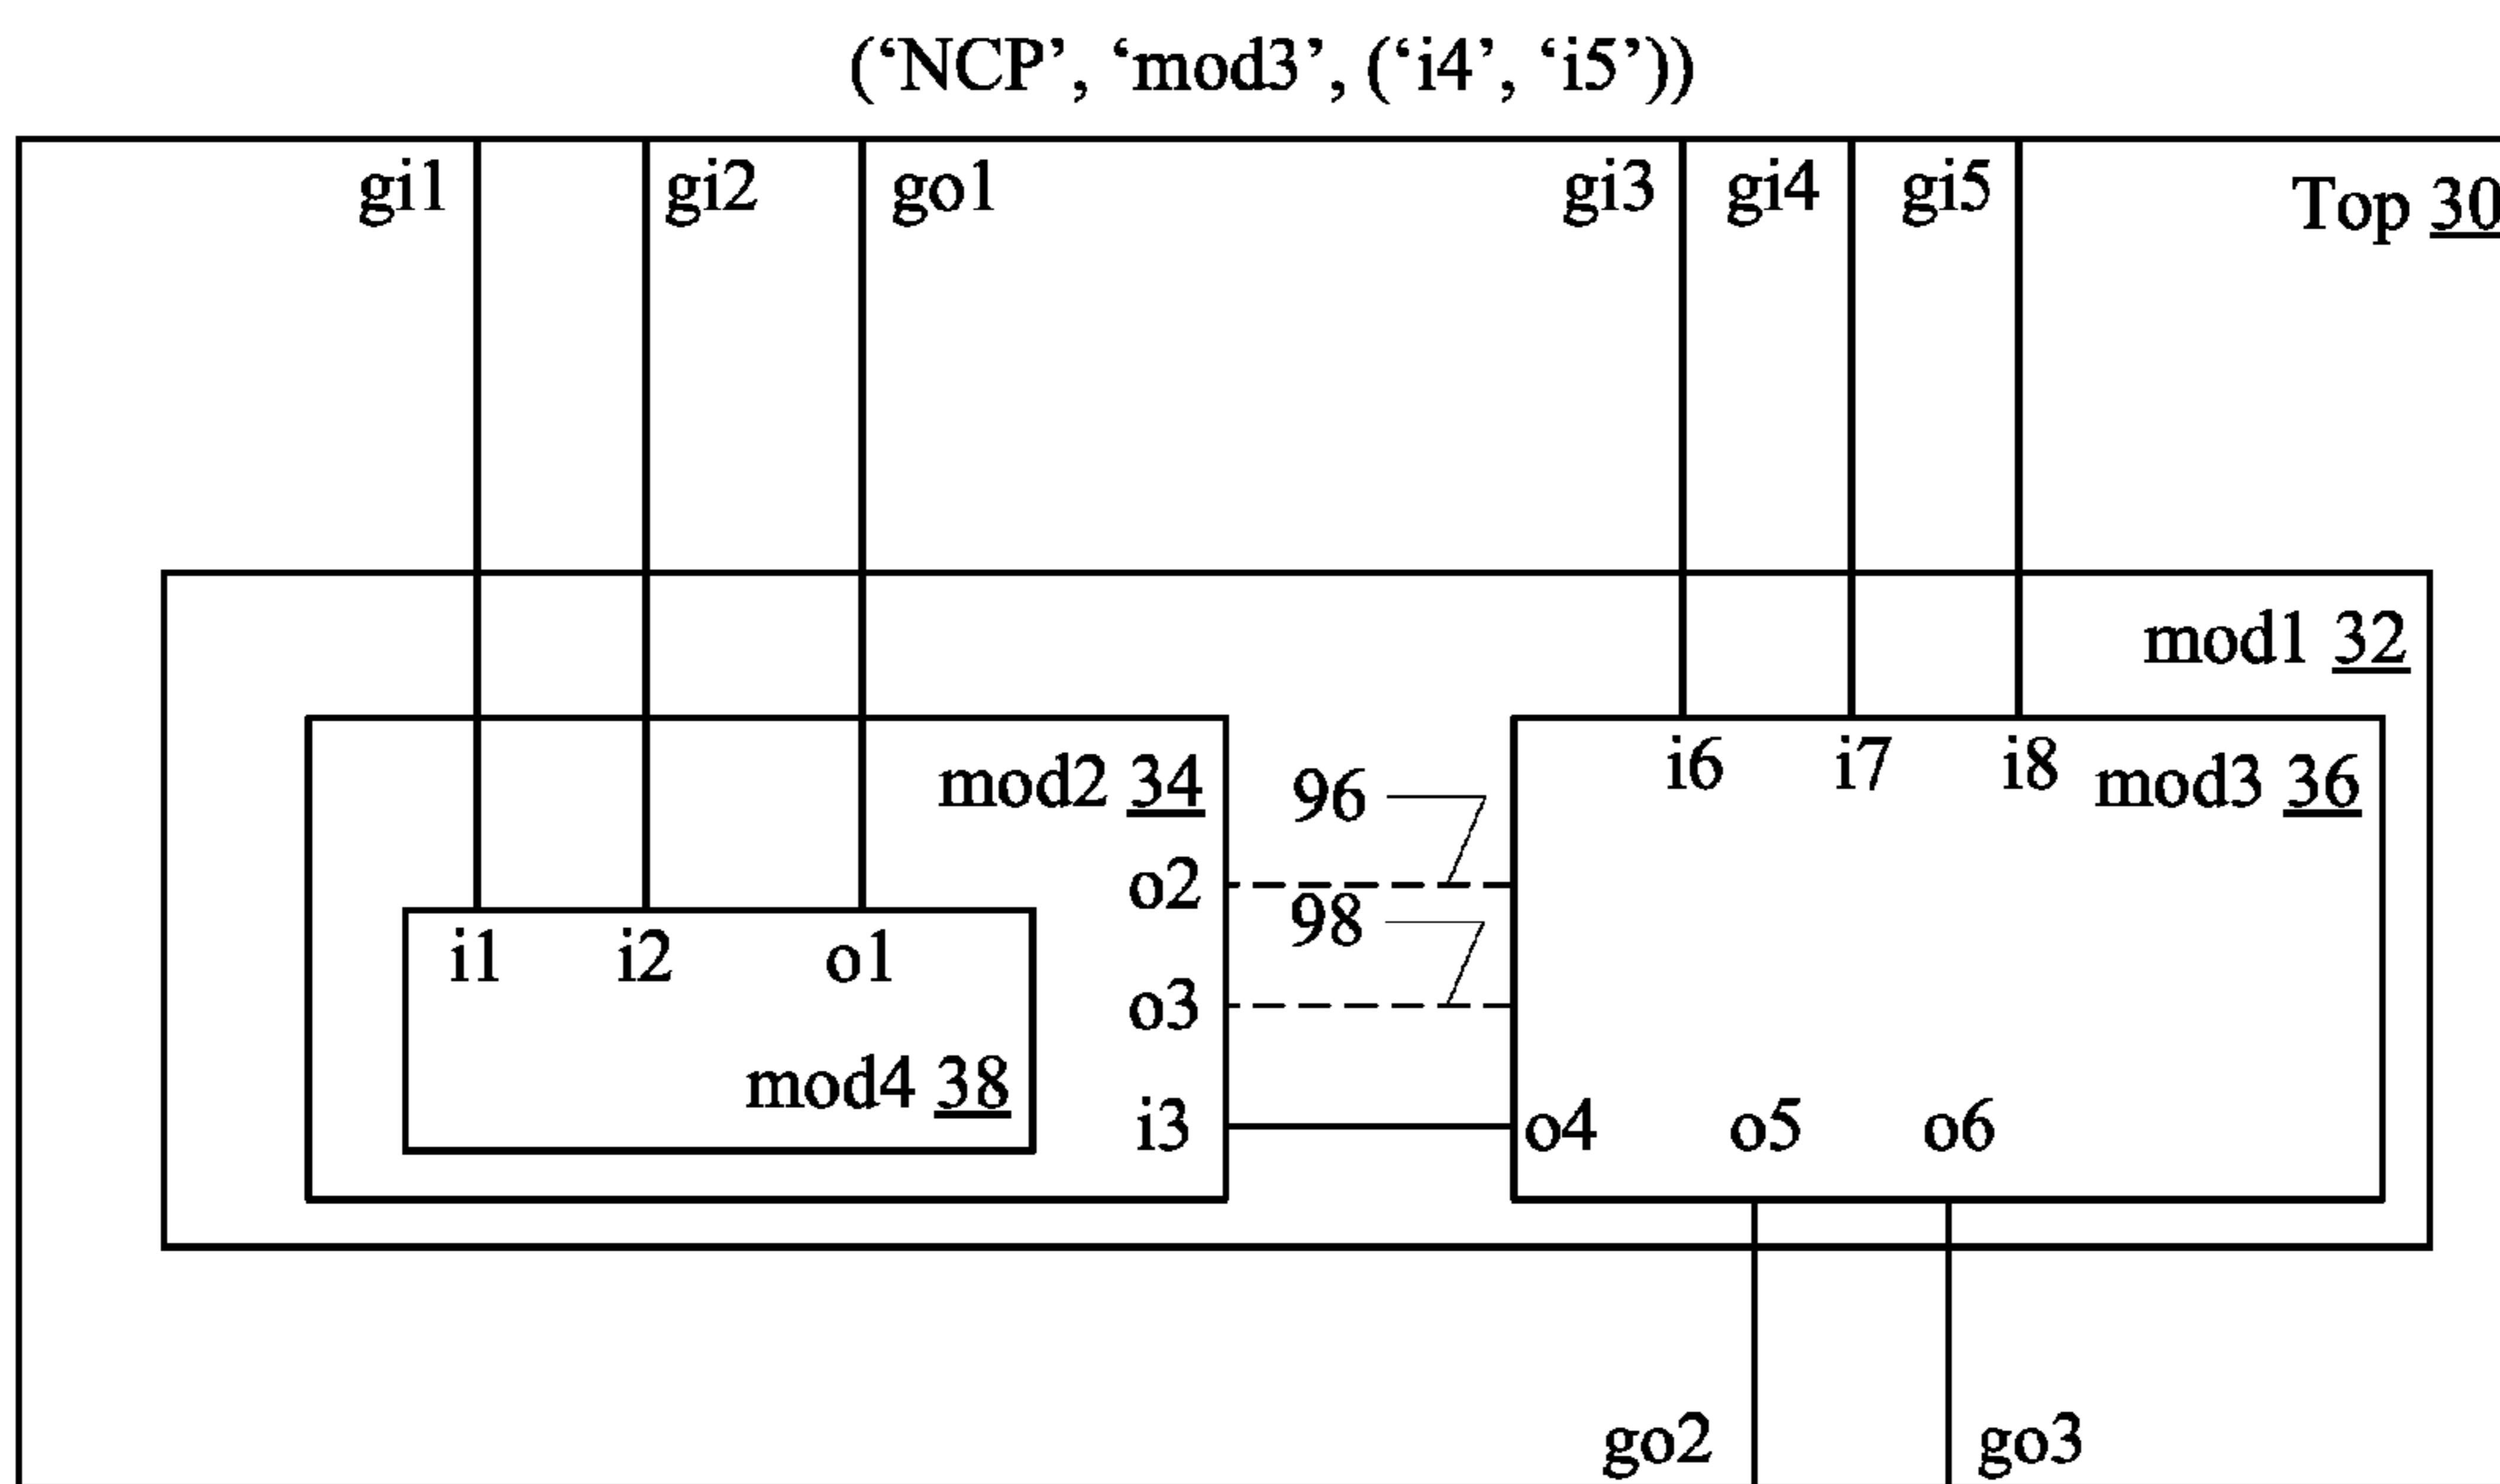 (‘NCP’, ‘mod3’, (‘i4’, ‘i5’))
gi1 gi2 go1 gi3 gi4 gi5 Top 30
mod1 32
mod2 34 96 i6 i7 i8 mod3 36
o2
98
i1 i2 o1
o3
mod4 38
i3 o4 o5 o6
go2 go3